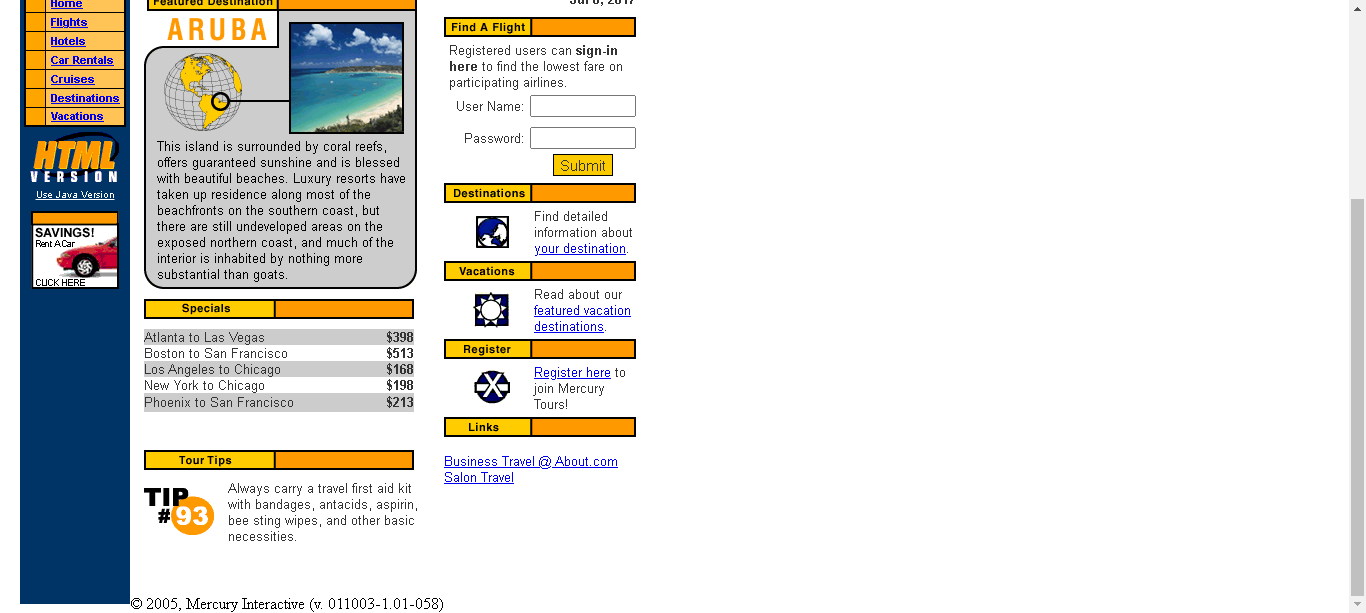 Home
Flights
Hotels
Car Rentals
Cruises
Destinations
Vacations
HTML
VERSION
Use Java Version
SAVINGS!
Rent A Car
CLICK HERE
Featured Destination
ARUBA
This island is surrounded by coral reefs,
offers guaranteed sunshine and is blessed
with beautiful beaches. Luxury resorts have
taken up residence along most of the
beachfronts on the southern coast, but
there are still undeveloped areas on the
exposed northern coast, and much of the
interior is inhabited by nothing more
substantial than goats.
Specials
Atlanta to Las Vegas $398
Boston to San Francisco $513
Los Angeles to Chicago $168
New York to Chicago $198
Phoenix to San Francisco $213
Tour Tips
TIP
#93
Always carry a travel first aid kit
with bandages, antacids, aspirin,
bee sting wipes, and other basic
necessities.
Jul 6, 2017
Find A Flight
Registered users can sign-in
here to find the lowest fare on
participating airlines.
User Name:
Password:
Submit
Destinations
Find detailed
information about
your destination.
Vacations
Read about our
featured vacation
destinations.
Register
Register here to
join Mercury
Tours!
Links
Business Travel @ About.com
Salon Travel
© 2005, Mercury Interactive (v. 011003-1.01-058)